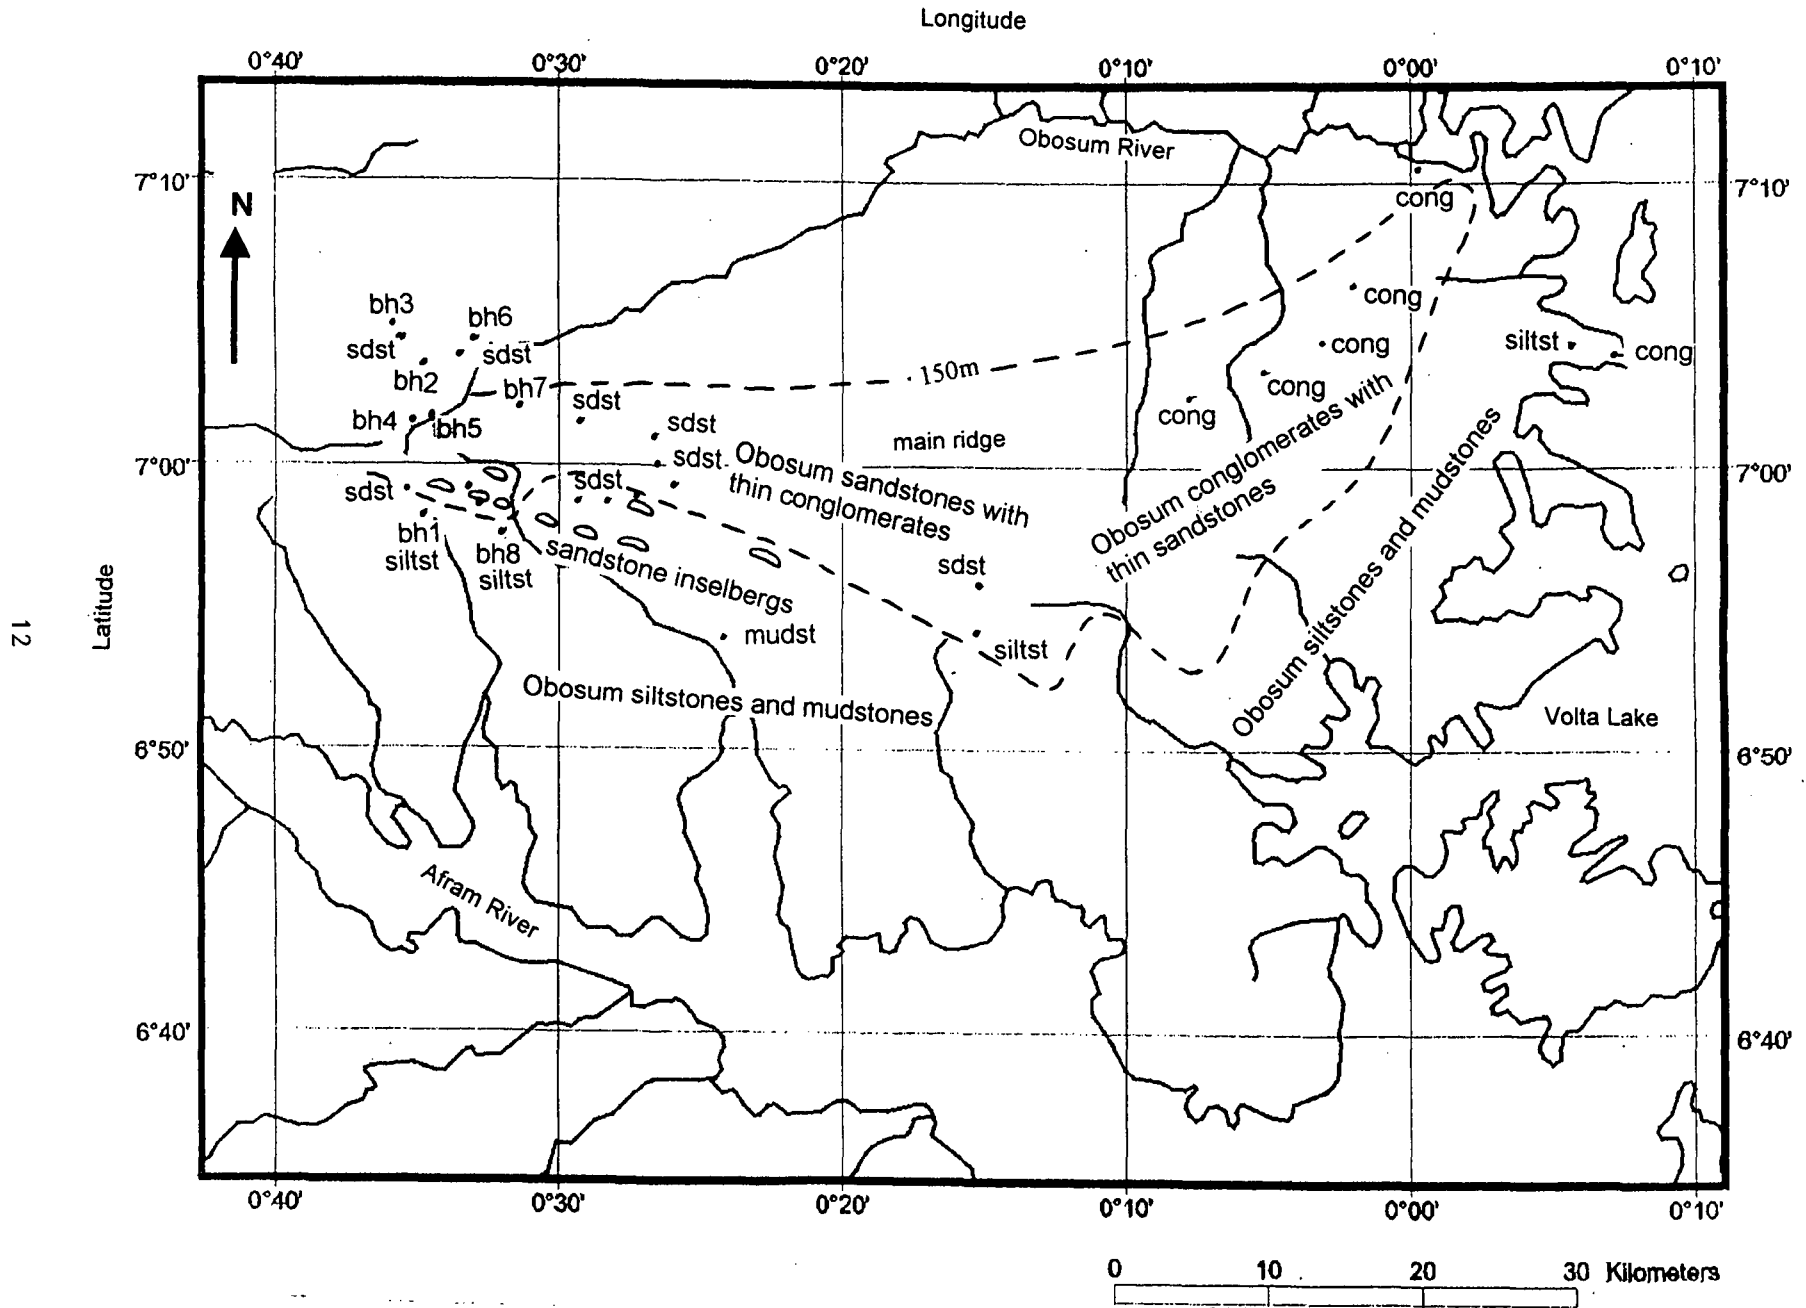 Longitude
0°40' 0°30' 0°20' 0°10' 0°00' 0°10'
Obosum River
7°10' 7°10'
N
cong
bh3
bh6
cong
sdst
sdst
cong
siltst
cong
bh2
150m
bh7
cong
sdst
cong
bh4
bh5
sdst
main ridge
7°00' 7°00'
sdst
sdst
sdst
Obosum sandstones with
thin conglomerates
Obosum conglomerates with
thin sandstones
Obosum siltstones and mudstones
bh1
siltst
bh8
siltst
sandstone inselbergs
sdst
mudst
siltst
Latitude
12
Obosum siltstones and mudstones
Volta Lake
6°50' 6°50'
Afram River
6°40' 6°40'
0°40' 0°30' 0°20' 0°10' 0°00' 0°10'
0 10 20 30 Kilometers